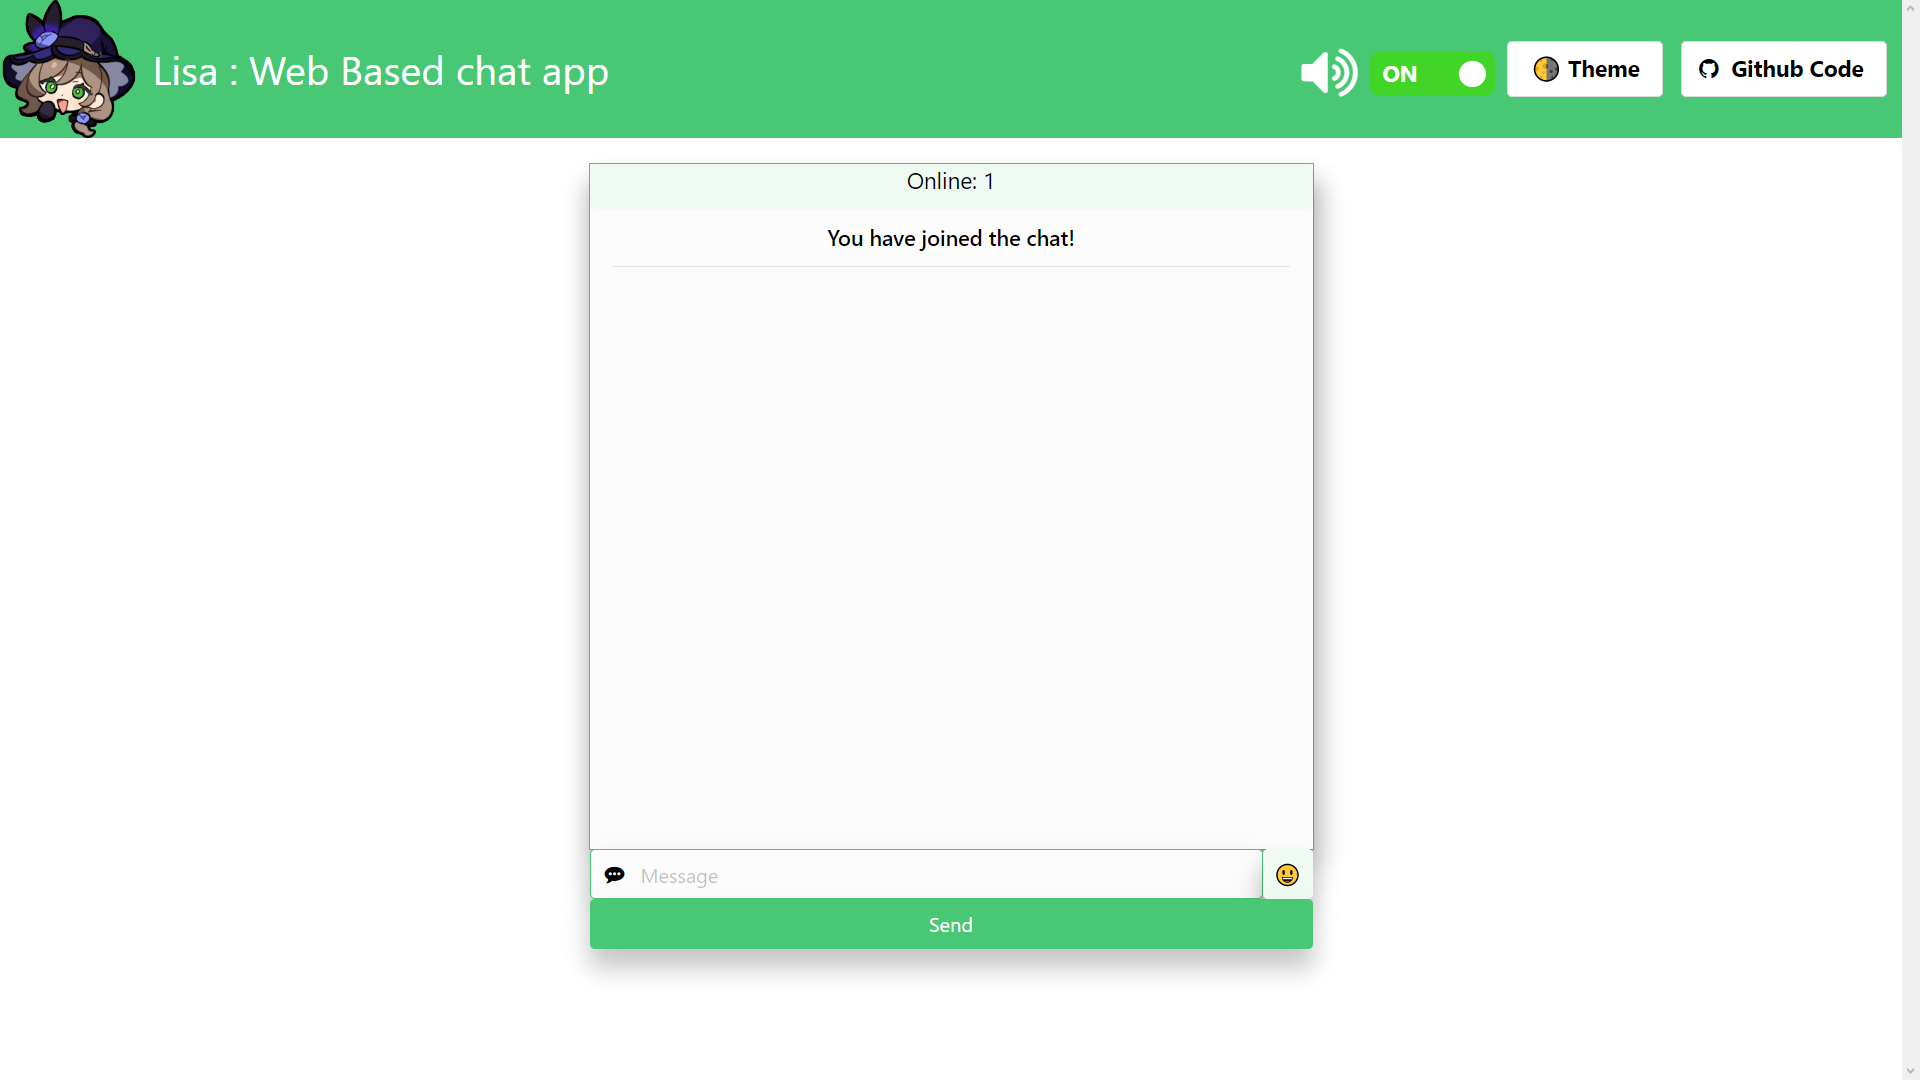 Lisa : Web Based chat app
ON
Theme
Github Code
Online: 1
You have joined the chat!
Message
Send